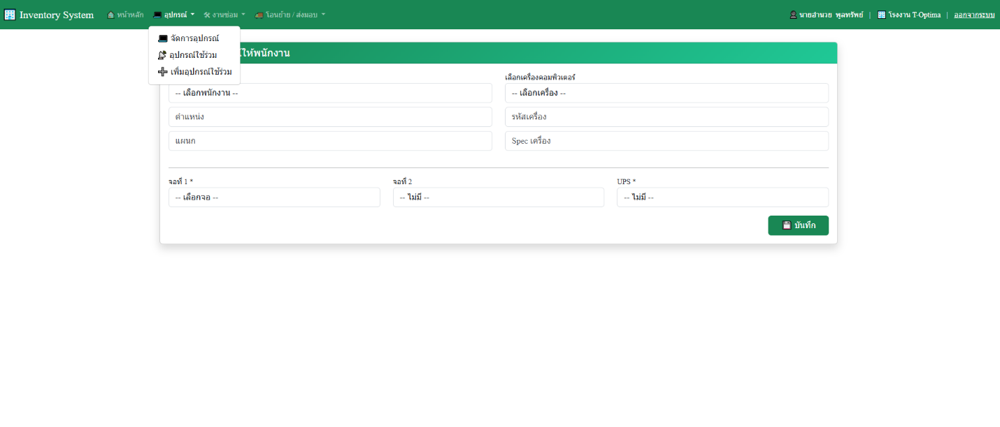 Inventory System หน้าหลัก อุปกรณ์ งานซ่อม โอนย้าย / ส่งมอบ นายอำนวย พูลทรัพย์ | โรงงาน T-Optima | ออกจากระบบ
จัดการอุปกรณ์
อุปกรณ์ใช้ร่วม
เพิ่มอุปกรณ์ใช้ร่วม
ให้พนักงาน
เลือกเครื่องคอมพิวเตอร์
-- เลือกพนักงาน -- -- เลือกเครื่อง --
ตำแหน่ง รหัสเครื่อง
แผนก Spec เครื่อง
จอที่ 1 * จอที่ 2 UPS *
-- เลือกจอ -- -- ไม่มี -- -- ไม่มี --
บันทึก